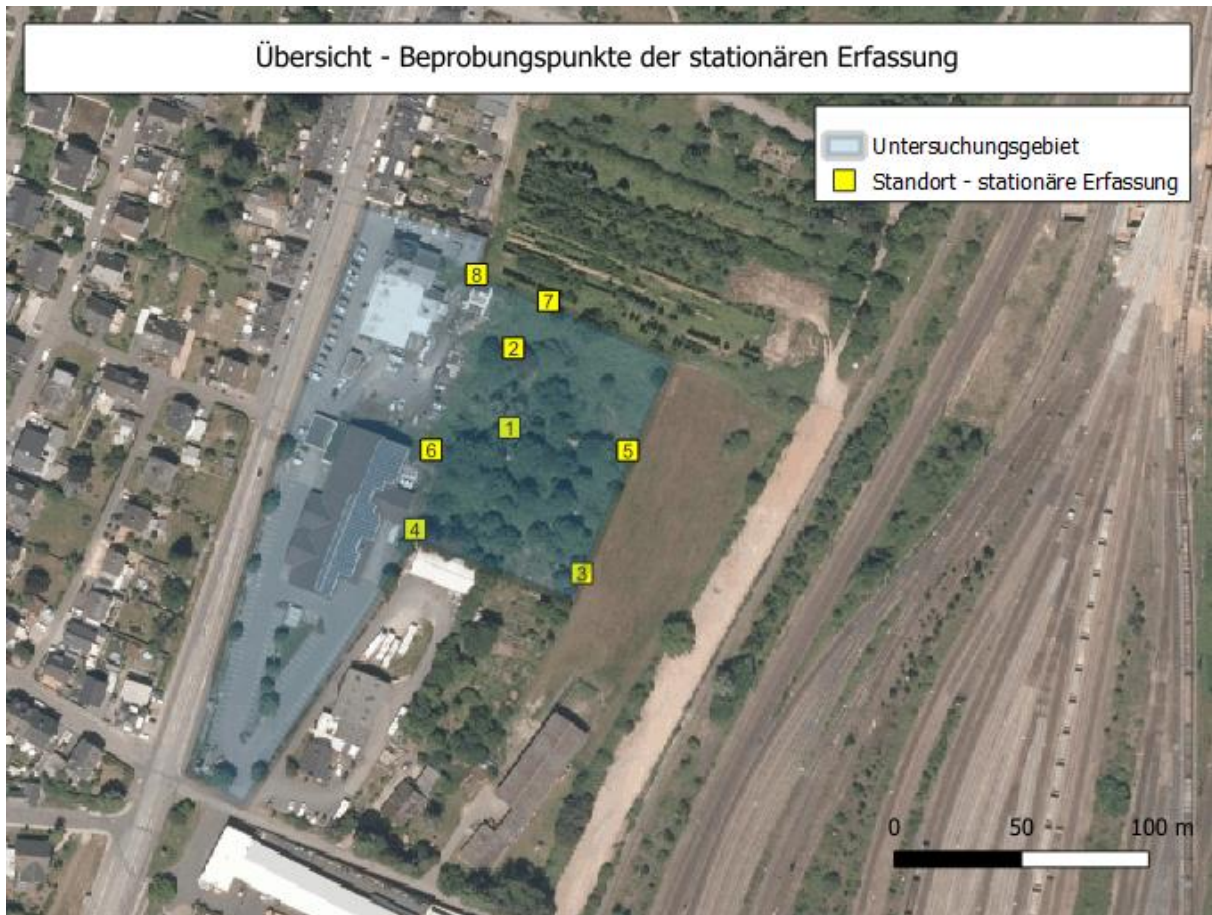 Übersicht - Beprobungspunkte der stationären Erfassung
Untersuchungsgebiet
Standort - stationäre Erfassung
8
7
2
1
6
5
4
3
0 50 100 m